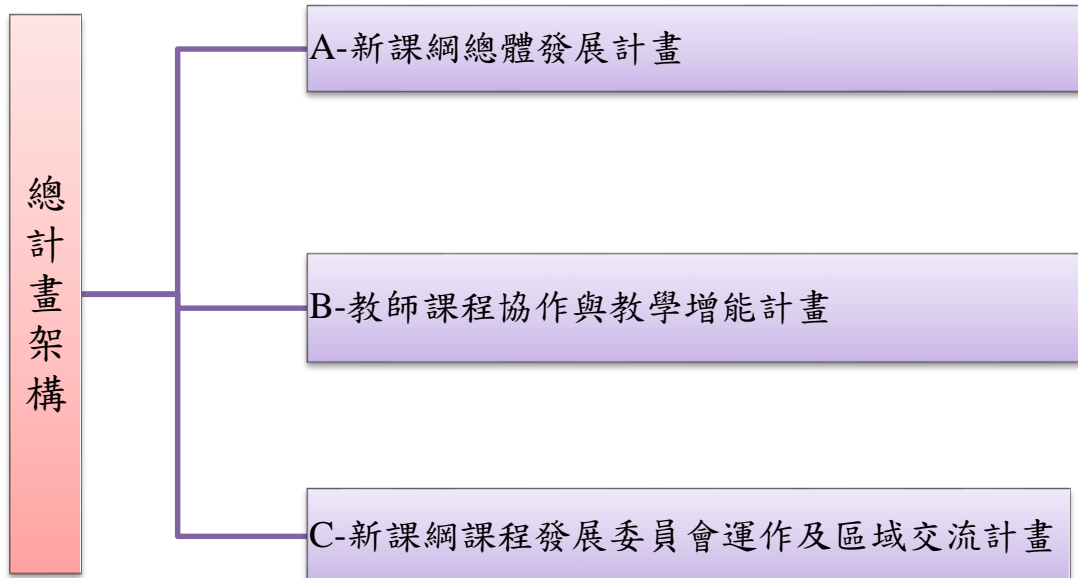 總計畫架構
A-新課綱總體發展計畫
B-教師課程協作與教學增能計畫
C-新課綱課程發展委員會運作及區域交流計畫